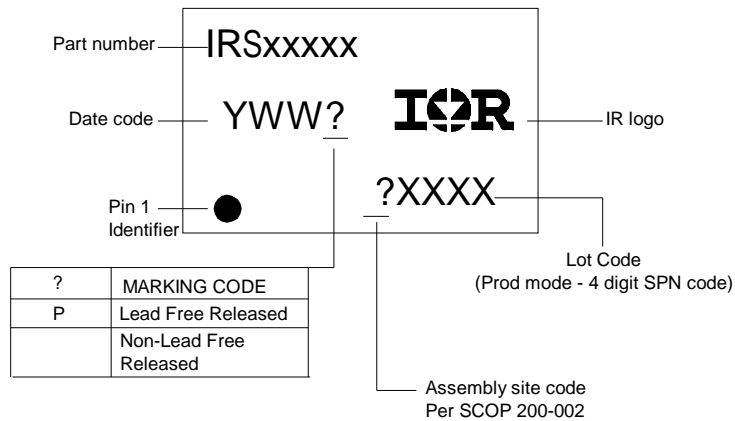 Part number
IRSxxxxx
Date code
YWW?
IOR
IR logo
?XXXX
Pin 1
Identifier
Lot Code
(Prod mode - 4 digit SPN code)
? MARKING CODE
P Lead Free Released
Non-Lead Free
Released
Assembly site code
Per SCOP 200-002